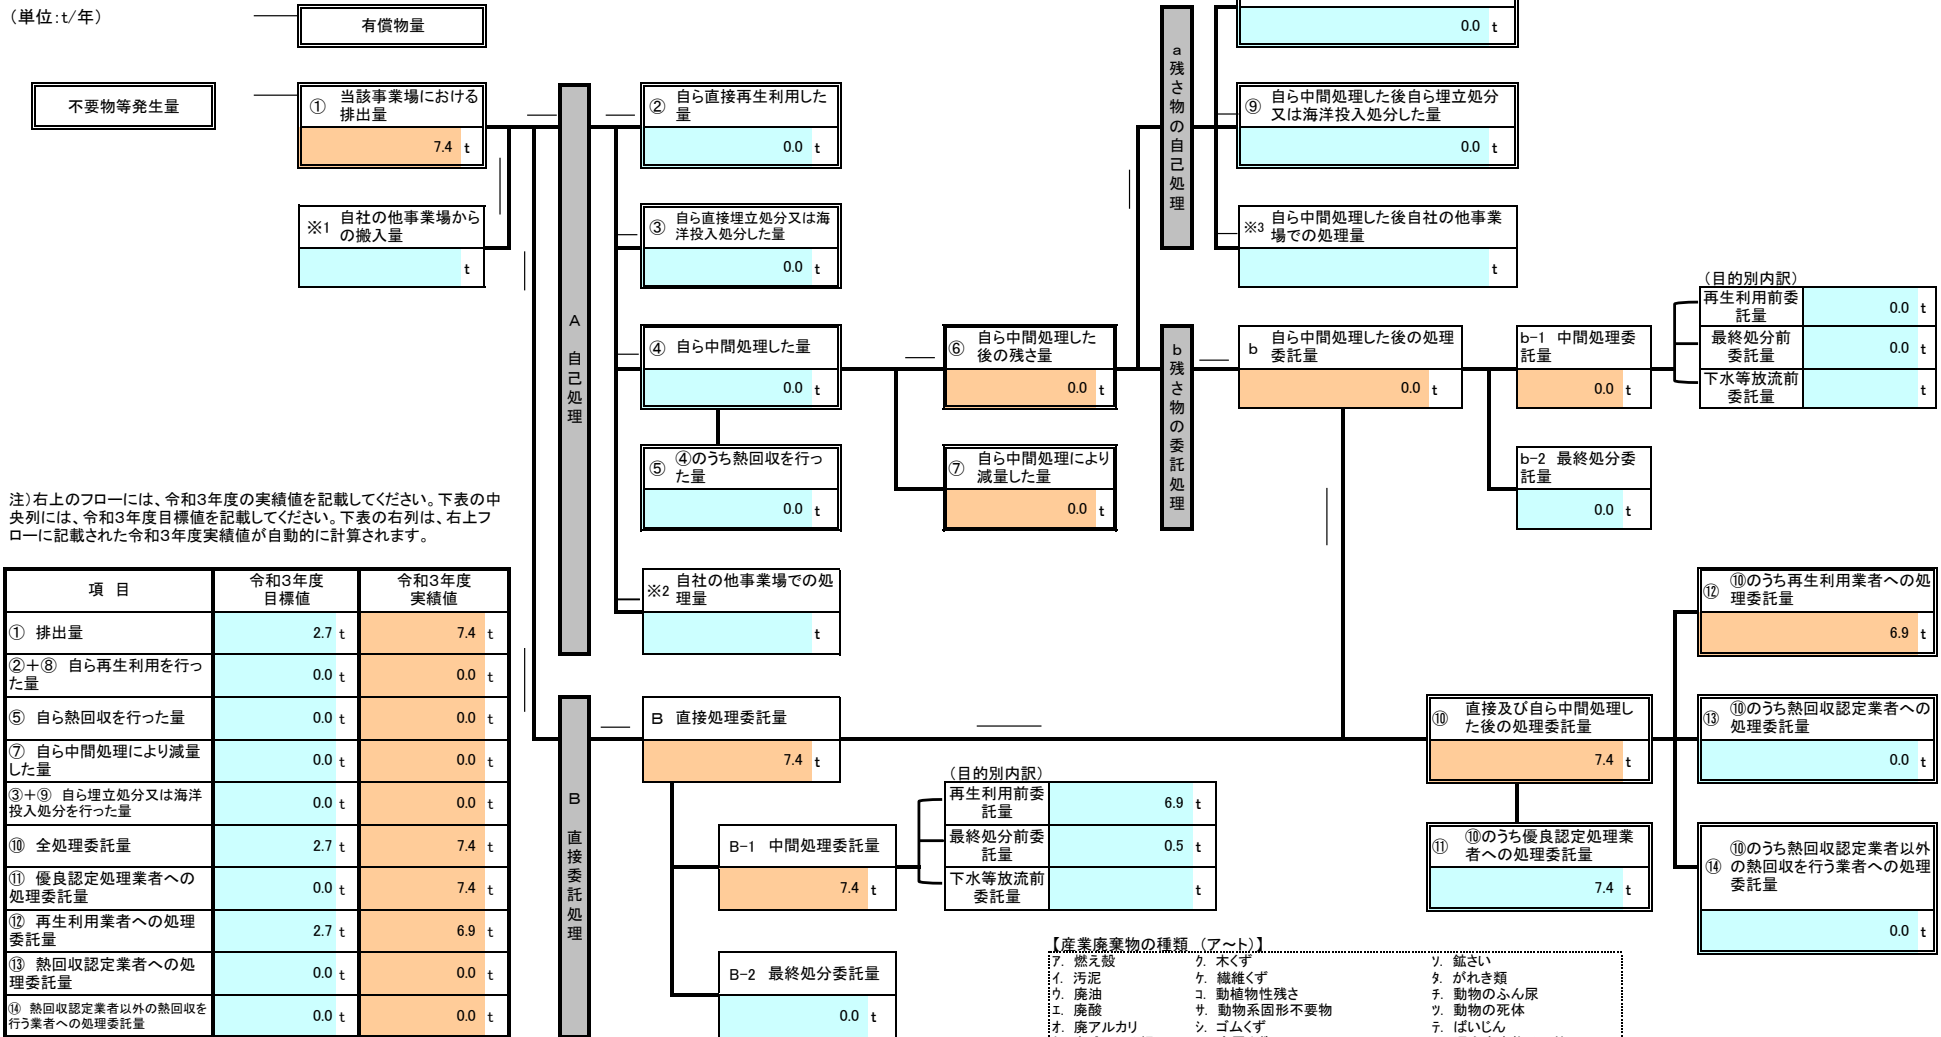 （単位：t/年）
有償物量
0.0 t
不要物等発生量
① 当該事業場における
排出量
7.4 t
※1 自社の他事業場から
の搬入量
t
A 自己処理
② 自ら直接再生利用した
量
0.0 t
③ 自ら直接埋立処分又は海
洋投入処分した量
0.0 t
④ 自ら中間処理した量
0.0 t
⑤ ④のうち熱回収を行っ
た量
0.0 t
※2 自社の他事業場での処
理量
t
⑥ 自ら中間処理した
後の残さ量
0.0 t
⑦ 自ら中間処理により
減量した量
0.0 t
a 残さ物の自己処理
⑨ 自ら中間処理した後自ら埋立処分
又は海洋投入処分した量
0.0 t
※3 自ら中間処理した後自社の他事業
場での処理量
t
b 残さ物の委託処理
b 自ら中間処理した後の処理
委託量
0.0 t
b-1 中間処理委
託量
0.0 t
b-2 最終処分委
託量
0.0 t
（目的別内訳）
再生利用前委
託量
0.0 t
最終処分前
委託量
0.0 t
下水等放流前
委託量
t
注）右上のフローには、令和3年度の実績値を記載してください。下表の中
央列には、令和3年度目標値を記載してください。下表の右列は、右上フ
ローに記載された令和3年度実績値が自動的に計算されます。
項 目 令和3年度
目標値 令和3年度
実績値
① 排出量 2.7 t 7.4 t
②＋⑧ 自ら再生利用を行っ
た量 0.0 t 0.0 t
⑤ 自ら熱回収を行った量 0.0 t 0.0 t
⑦ 自ら中間処理により減量
した量 0.0 t 0.0 t
③＋⑨ 自ら埋立処分又は海洋
投入処分を行った量 0.0 t 0.0 t
⑩ 全処理委託量 2.7 t 7.4 t
⑪ 優良認定処理業者への
処理委託量 0.0 t 7.4 t
⑫ 再生利用業者への処理
委託量 2.7 t 6.9 t
⑬ 熱回収認定業者への処
理委託量 0.0 t 0.0 t
⑭ 熱回収認定業者以外の熱回収を
行う業者への処理委託量 0.0 t 0.0 t
B 直接委託処理
B 直接処理委託量
7.4 t
B-1 中間処理委託量
7.4 t
B-2 最終処分委託量
0.0 t
（目的別内訳）
再生利用前委
託量
6.9 t
最終処分前委
託量
0.5 t
下水等放流前
委託量
t
⑩ 直接及び自ら中間処理し
た後の処理委託量
7.4 t
⑪ ⑩のうち優良認定処理業
者への処理委託量
7.4 t
⑫ ⑩のうち再生利用業者への処
理委託量
6.9 t
⑬ ⑩のうち熱回収認定業者への
処理委託量
0.0 t
⑭ ⑩のうち熱回収認定業者以外
の熱回収を行う業者への処理
委託量
0.0 t
【産業廃棄物の種類 （ア～ト）】
ア. 燃え殻 ク. 木くず ソ. 鉱さい
イ. 汚泥 ケ. 繊維くず タ. がれき類
ウ. 廃油 コ. 動植物性残さ チ. 動物のふん尿
エ. 廃酸 サ. 動物系固形不要物 ツ. 動物の死体
オ. 廃アルカリ シ. ゴムくず テ. ばいじん